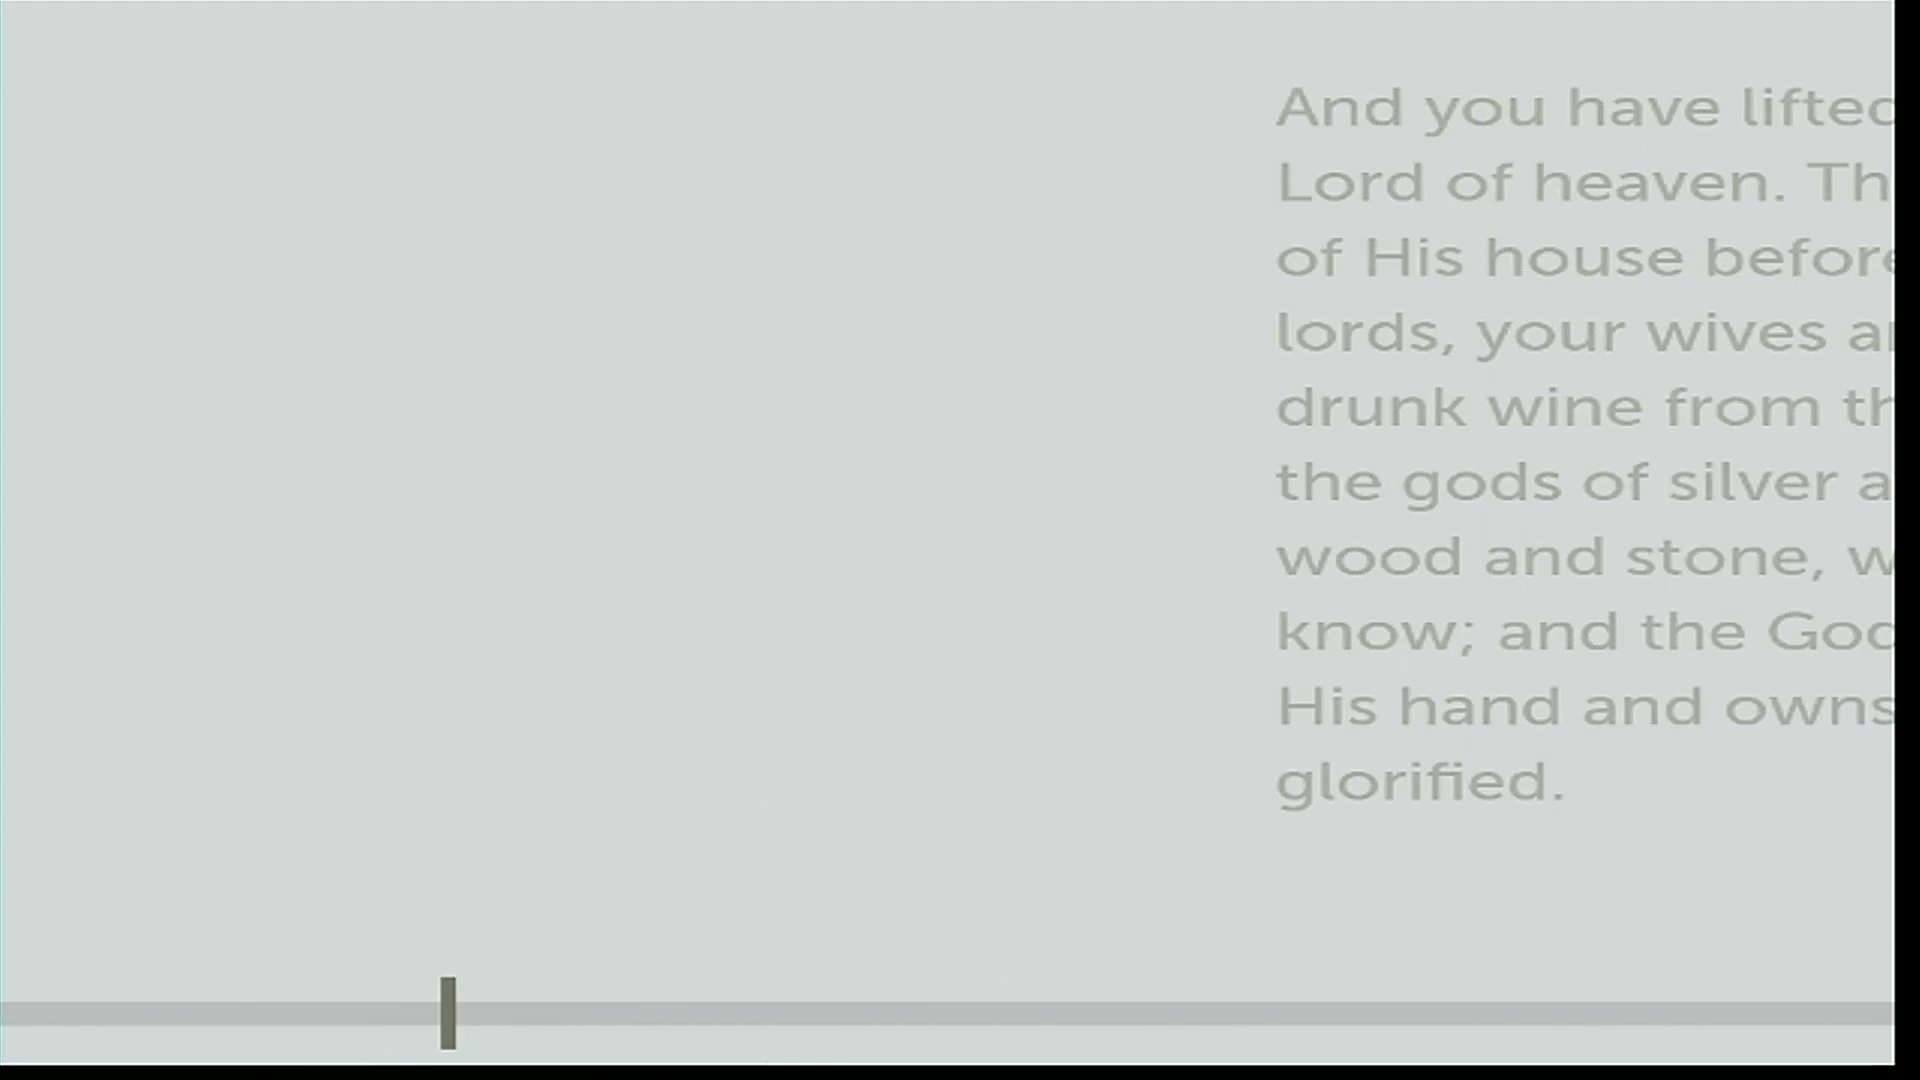 And you have lifted
Lord of heaven. Th
of His house before
lords, your wives a
drunk wine from th
the gods of silver a
wood and stone, w
know; and the God
His hand and owns
glorified.